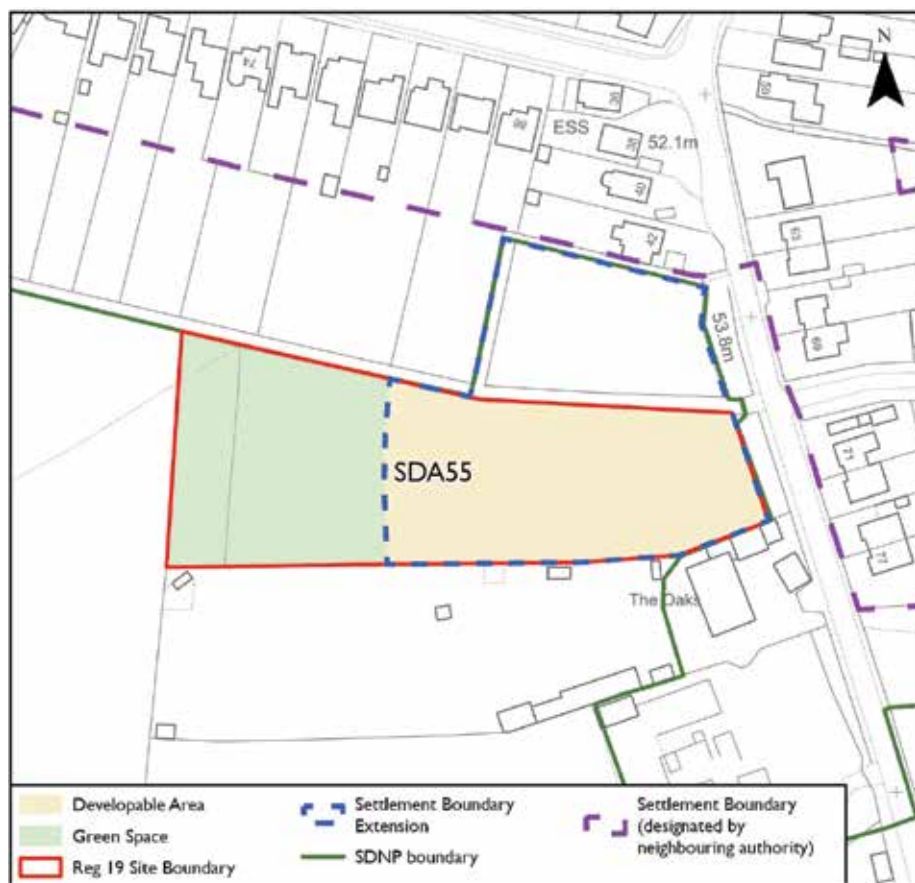 N
74
36
ESS
38
52.1m
40
42
63
53.8m
69
SDA55
71
77
The Oaks
Developable Area
Green Space
Reg 19 Site Boundary
Settlement Boundary
Extension
SDNP boundary
Settlement Boundary
(designated by
neighbouring authority)